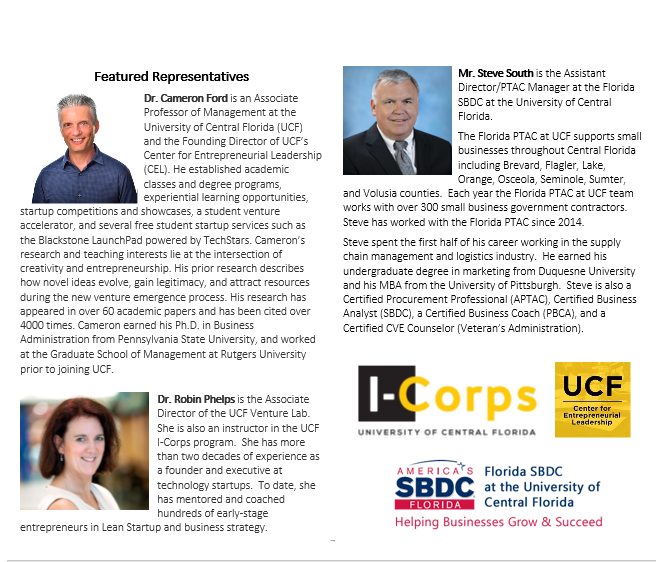 Featured Representatives
Dr. Cameron Ford is an Associate
Professor of Management at the
University of Central Florida (UCF)
and the Founding Director of UCF's
Center for Entrepreneurial Leadership
(CEL). He established academic
classes and degree programs,
experiential learning opportunities,
startup competitions and showcases, a student venture
accelerator, and several free student startup services such as
the Blackstone LaunchPad powered by TechStars. Cameron's
research and teaching interests lie at the intersection of
creativity and entrepreneurship. His prior research describes
how novel ideas evolve, gain legitimacy, and attract resources
during the new venture emergence process. His research has
appeared in over 60 academic papers and has been cited over
4000 times. Cameron earned his Ph.D. in Business
Administration from Pennsylvania State University, and worked
at the Graduate School of Management at Rutgers University
prior to joining UCF.
Dr. Robin Phelps is the Associate
Director of the UCF Venture Lab.
She is also an instructor in the UCF
I-Corps program. She has more
than two decades of experience as
a founder and executive at
technology startups. To date, she
has mentored and coached
hundreds of early-stage
entrepreneurs in Lean Startup and business strategy.
Mr. Steve South is the Assistant
Director/PTAC Manager at the Florida
SBDC at the University of Central
Florida.
The Florida PTAC at UCF supports small
businesses throughout Central Florida
including Brevard, Flagler, Lake,
Orange, Osceola, Seminole, Sumter,
and Volusia counties. Each year the Florida PTAC at UCF team
works with over 300 small business government contractors.
Steve has worked with the Florida PTAC since 2014.
Steve spent the first half of his career working in the supply
chain management and logistics industry. He earned his
undergraduate degree in marketing from Duquesne University
and his MBA from the University of Pittsburgh. Steve is also a
Certified Procurement Professional (APTAC), Certified Business
Analyst (SBDC), a Certified Business Coach (PBCA), and a
Certified CVE Counselor (Veteran's Administration).
I-Corps
UNIVERSITY OF CENTRAL FLORIDA
UCF
Center for
Entrepreneurial
Leadership
AMERICA'S
SBDC
FLORIDA
Florida SBDC
at the University of
Central Florida
Helping Businesses Grow & Succeed